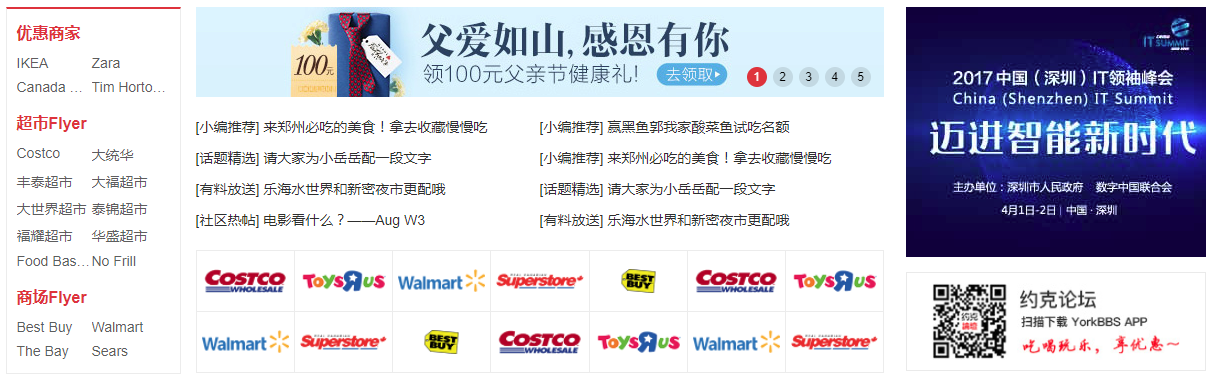 优惠商家
IKEA Zara
Canada ... Tim Horto...
超市Flyer
Costco 大统华
丰泰超市 大福超市
大世界超市 泰锦超市
福耀超市 华盛超市
Food Bas... No Frill
商场Flyer
Best Buy Walmart
The Bay Sears
100元
父爱如山,感恩有你
领100元父亲节健康礼!
去领取
1 2 3 4 5
[小编推荐] 来郑州必吃的美食！拿去收藏慢慢吃
[小编推荐] 赢黑鱼郭我家酸菜鱼试吃名额
[话题精选] 请大家为小岳岳配一段文字
[小编推荐] 来郑州必吃的美食！拿去收藏慢慢吃
[有料放送] 乐海水世界和新密夜市更配哦
[话题精选] 请大家为小岳岳配一段文字
[社区热帖] 电影看什么？——Aug W3
[有料放送] 乐海水世界和新密夜市更配哦
COSTCO WHOLESALE Toys R Us Walmart Superstore BEST BUY COSTCO WHOLESALE Toys R Us
Walmart Superstore BEST BUY COSTCO WHOLESALE Toys R Us Walmart Superstore
IT SUMMIT
2017中国（深圳）IT领袖峰会
China (Shenzhen) IT Summit
迈进智能新时代
主办单位：深圳市人民政府 数字中国联合会
4月1日-2日 | 中国 · 深圳
约克论坛
约克论坛
扫描下载 YorkBBS APP
吃喝玩乐，享优惠~